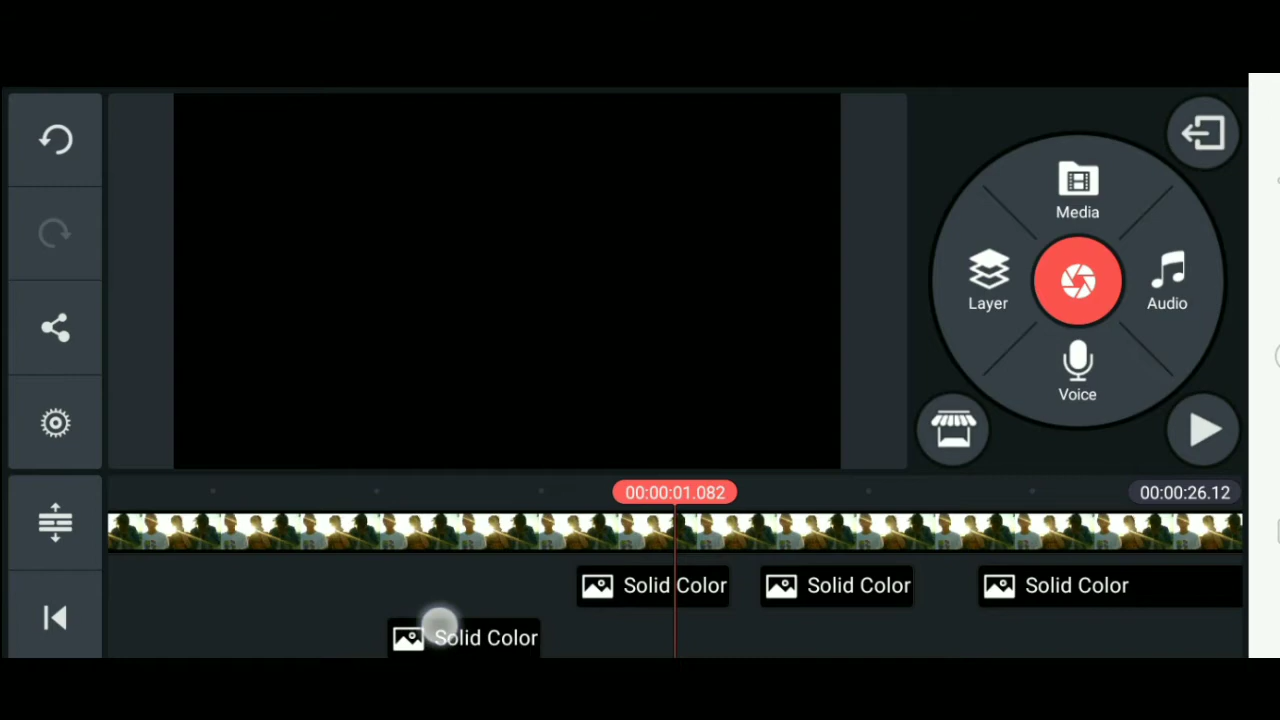 Media
Layer
Audio
Voice
00:00:01.082
00:00:26.12
Solid Color
Solid Color
Solid Color
Solid Color